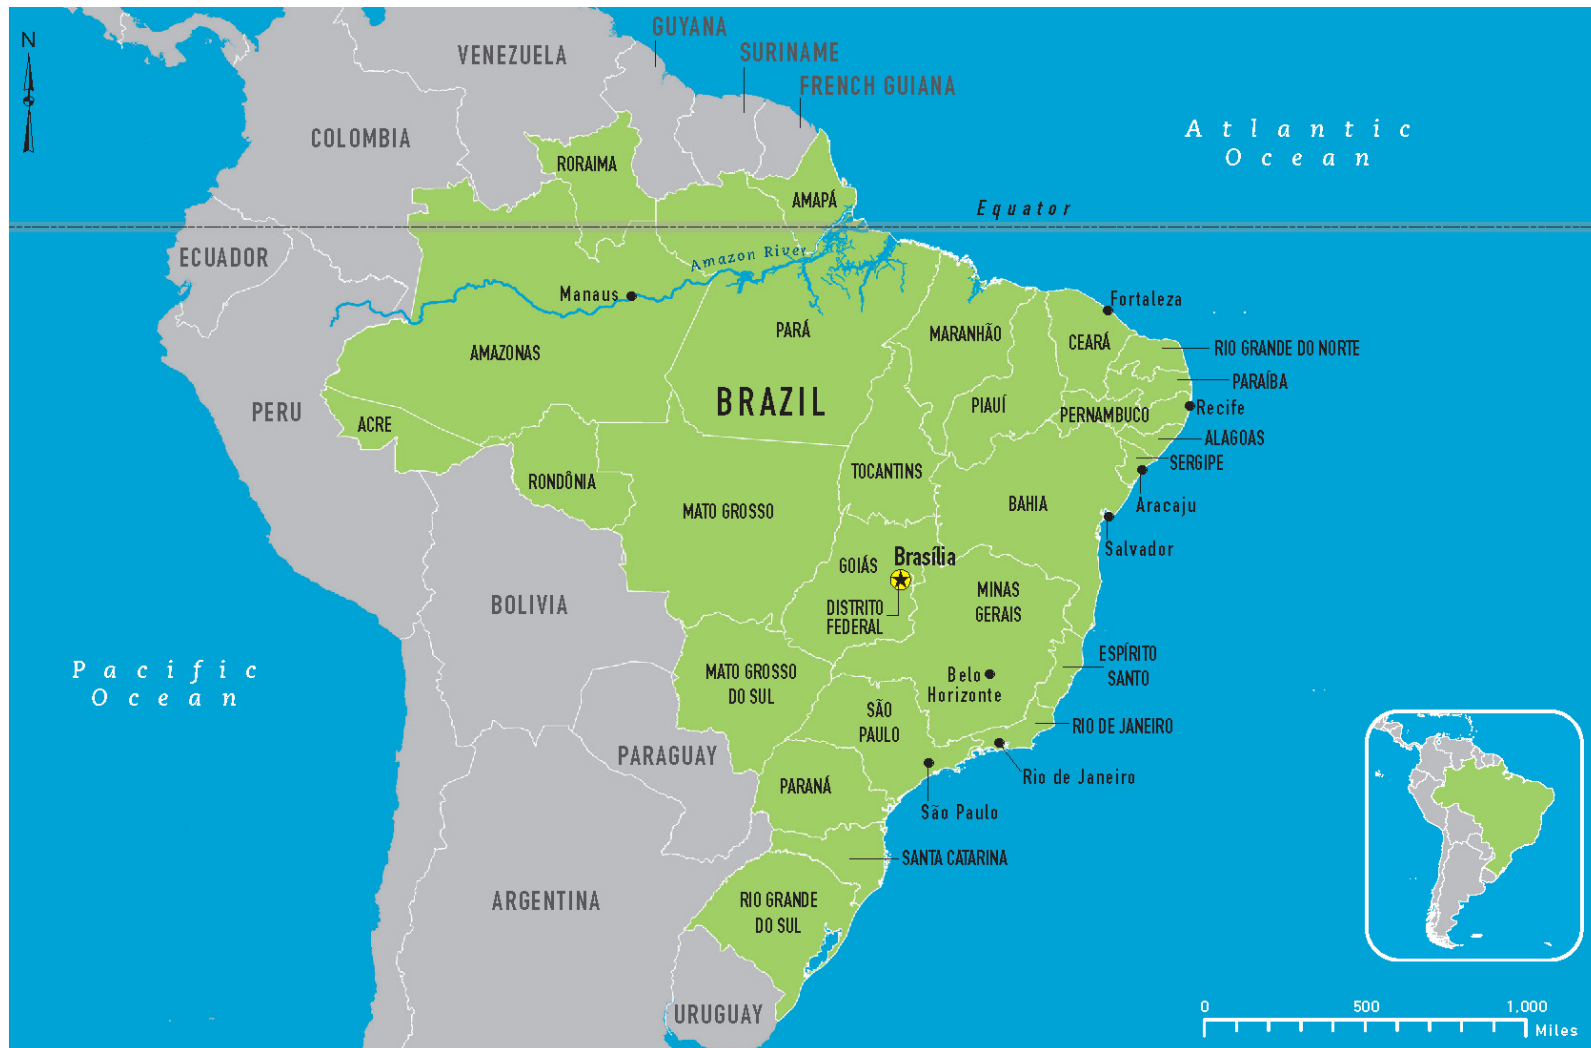 N
GUYANA
SURINAME
VENEZUELA
FRENCH GUIANA
COLOMBIA
Atlantic
Ocean
RORAIMA
AMAPÁ
Equator
ECUADOR
Amazon River
Manaus
Fortaleza
PARÁ
MARANHÃO
CEARÁ
RIO GRANDE DO NORTE
AMAZONAS
PARAÍBA
BRAZIL
PERU
PIAUÍ
PERNAMBUCO
Recife
ACRE
ALAGOAS
SERGIPE
TOCANTINS
RONDÔNIA
BAHIA
Aracaju
MATO GROSSO
Salvador
GOIÁS
Brasília
MINAS
GERAIS
BOLIVIA
DISTRITO
FEDERAL
Pacific
Ocean
ESPÍRITO
SANTO
MATO GROSSO
DO SUL
Belo
Horizonte
SÃO
PAULO
RIO DE JANEIRO
PARAGUAY
Rio de Janeiro
PARANÁ
São Paulo
SANTA CATARINA
ARGENTINA
RIO GRANDE
DO SUL
URUGUAY
0 500 1,000
Miles